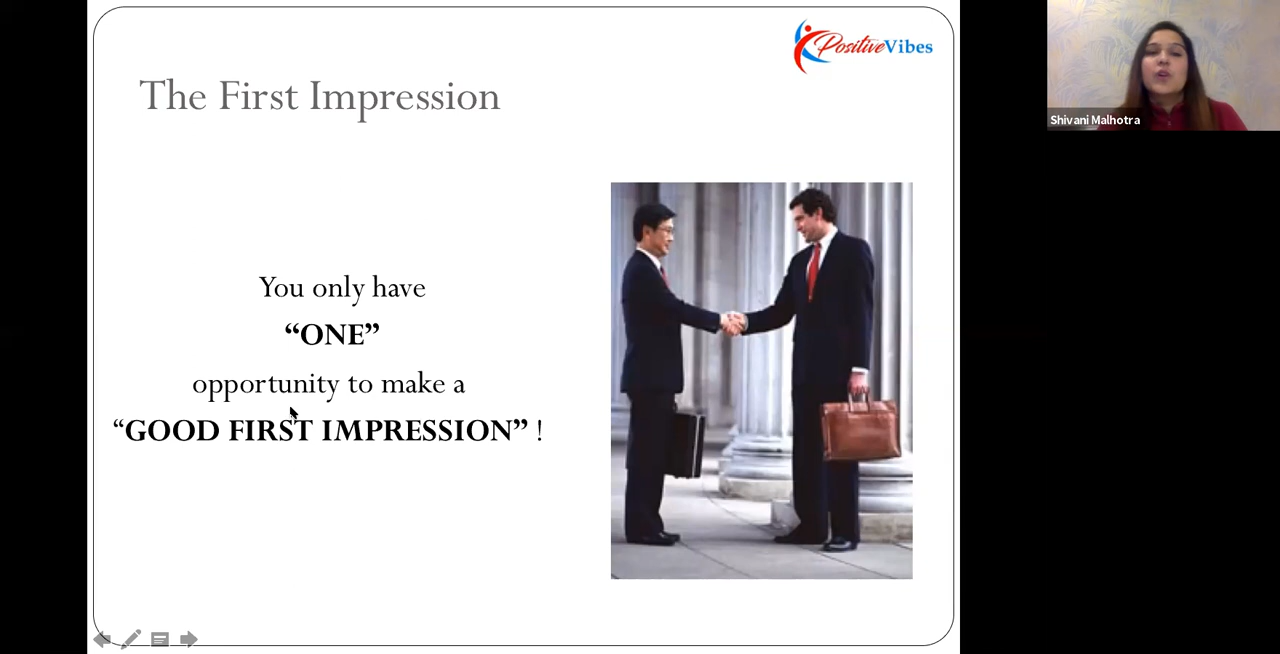 PositiveVibes
Shivani Malhotra
The First Impression
You only have
“ONE”
opportunity to make a
“GOOD FIRST IMPRESSION” !